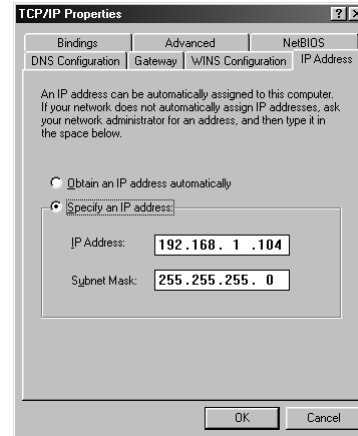 TCP/IP Properties
Bindings Advanced NetBIOS
DNS Configuration Gateway WINS Configuration IP Address
An IP address can be automatically assigned to this computer.
If your network does not automatically assign IP addresses, ask
your network administrator for an address, and then type it in
the space below.
Obtain an IP address automatically
Specify an IP address:
IP Address: 192.168. 1 .104
Subnet Mask: 255.255.255. 0
OK Cancel